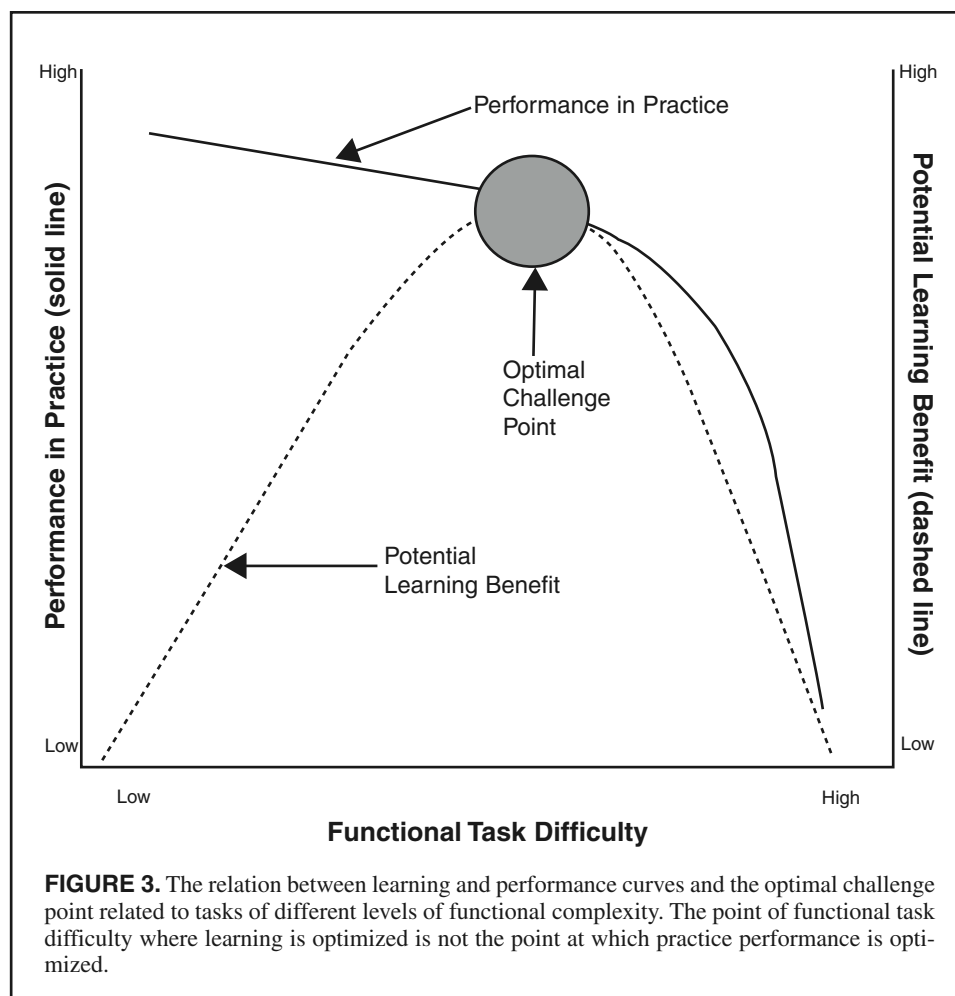 High
High
Performance in Practice
Performance in Practice (solid line)
Potential Learning Benefit (dashed line)
Optimal
Challenge
Point
Potential
Learning Benefit
Low
Low
Low
High
Functional Task Difficulty
FIGURE 3. The relation between learning and performance curves and the optimal challenge
point related to tasks of different levels of functional complexity. The point of functional task
difficulty where learning is optimized is not the point at which practice performance is opti-
mized.